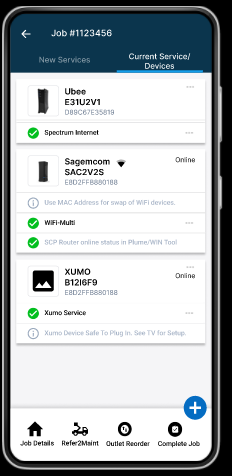 Job #1123456
New Services
Current Service/
Devices
Ubee
E31U2V1
D89C67E35819
Spectrum Internet
Sagemcom
Online
SAC2V2S
E8D2FFB880188
Use MAC Address for swap of WiFi devices.
WiFi-Multi
SCP Router online status in Plume/WIN Tool
XUMO
Online
B12I6F9
E8D2FFB880188
Xumo Service
Xumo Device Safe To Plug In. See TV for Setup.
Job Details
Refer2Maint
Outlet Reorder
Complete Job